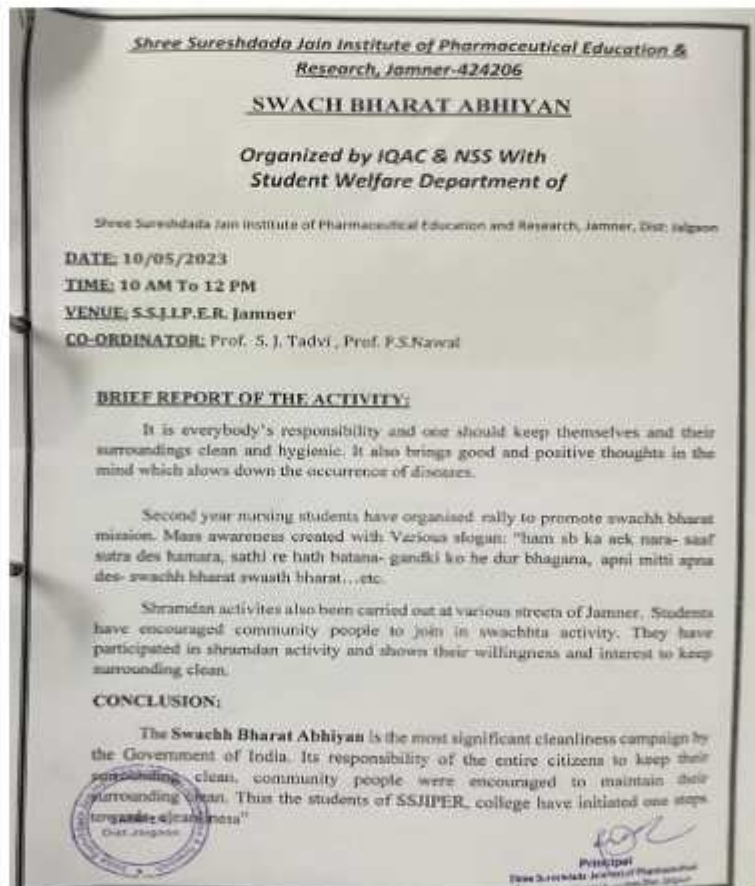 Shree Sureshdada Jain Institute of Pharmaceutical Education &
Research, Jamner-424206
SWACH BHARAT ABHIYAN
Organized by IQAC & NSS With
Student Welfare Department of
Shree Sureshdada Jain Institute of Pharmaceutical Education and Research, Jamner, Dist: Jalgaon
DATE: 10/05/2023
TIME: 10 AM To 12 PM
VENUE: S.S.J.I.P.E.R. Jamner
CO-ORDINATOR: Prof. S. J. Tadvi , Prof. P.S.Nawal
BRIEF REPORT OF THE ACTIVITY:
It is everybody's responsibility and one should keep themselves and their
surroundings clean and hygienic. It also brings good and positive thoughts in the
mind which slows down the occurrence of diseases.
Second year nursing students have organised rally to promote swachh bharat
mission. Mass awareness created with Various slogan: "ham sb ka aek nara- saaf
sutra des hamara, sathi re hath batana- gandki ko he dur bhagana, apni mitti apna
des- swachh bharat swasth bharat...etc.
Shramdan activites also been carried out at various streets of Jamner. Students
have encouraged community people to join in swachhta activity. They have
participated in shramdan activity and shown their willingness and interest to keep
surrounding clean.
CONCLUSION:
The Swachh Bharat Abhiyan is the most significant cleanliness campaign by
the Government of India. Its responsibility of the entire citizens to keep their
surrounding clean, community people were encouraged to maintain their
surrounding clean. Thus the students of SSJIPER, college have initiated one steps
towards cleanliness"
Dist Jalgaon
Principal
Shree Sureshdada Jain